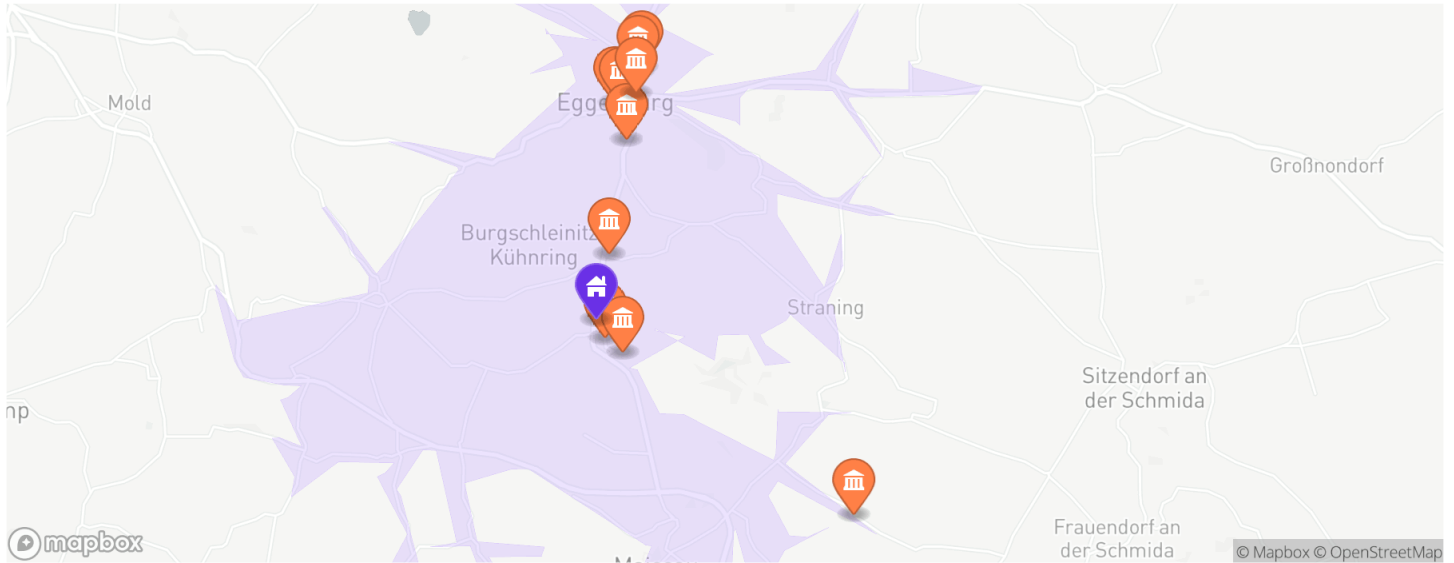 Mold
Großnondorf
Burgschleinitz
Kühnring
Straning
Sitzendorf an
der Schmida
Frauendorf an
der Schmida
mapbox
© Mapbox © OpenStreetMap